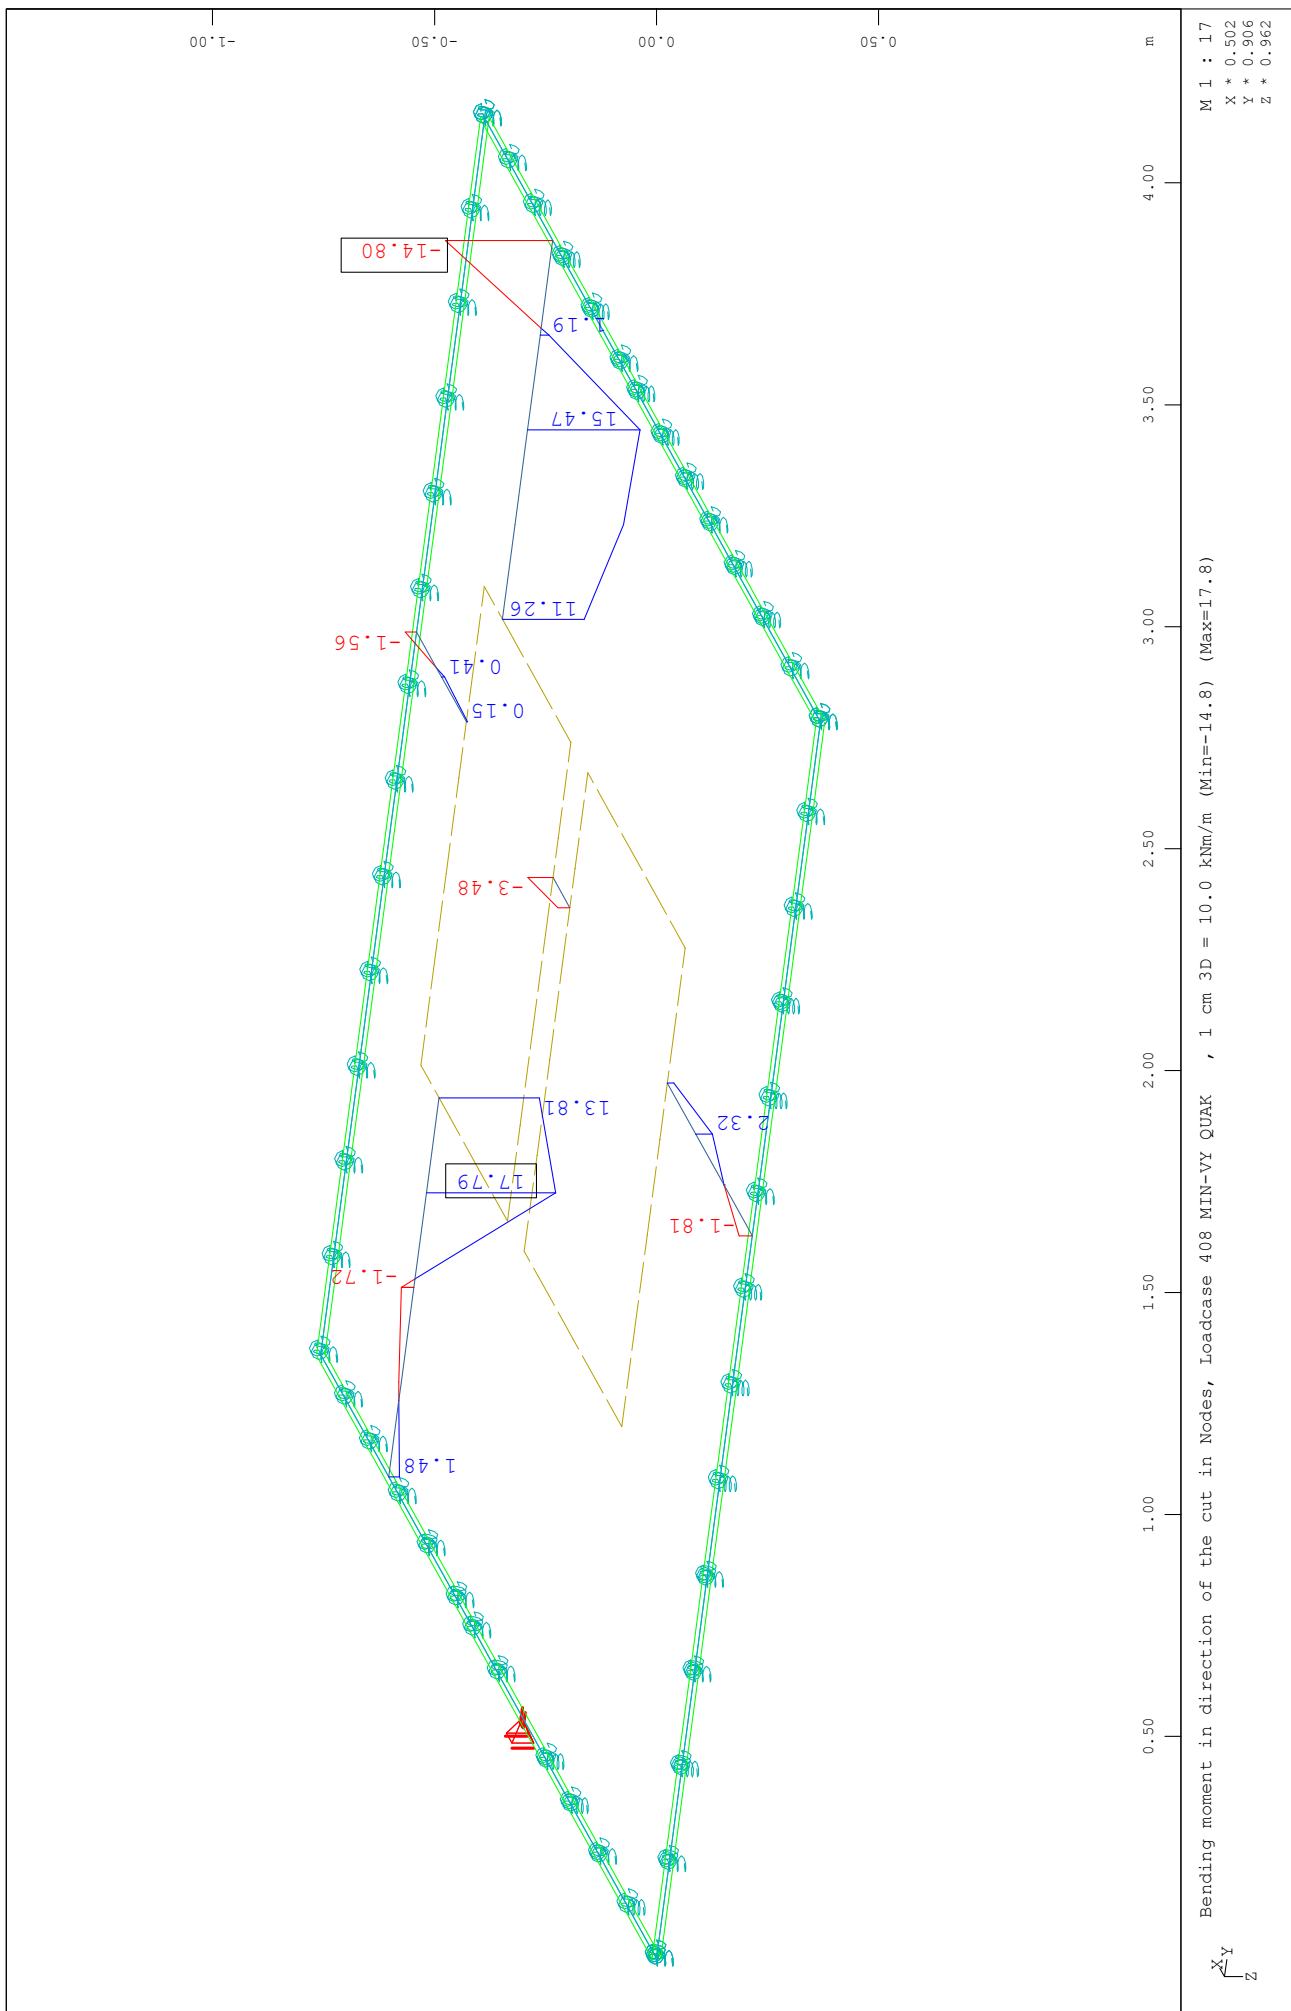 -1.00
-0.50
0.00
0.50
m
4.00
3.50
3.00
2.50
2.00
1.50
1.00
0.50
-14.80
1.19
15.47
11.26
-1.56
0.41
0.15
-3.48
13.81
17.79
2.32
-1.81
-1.72
1.48
Bending moment in direction of the cut in Nodes, Loadcase 408 MIN-VY QUAK , 1 cm 3D = 10.0 kNm/m (Min=-14.8) (Max=17.8)
M 1 : 17
X * 0.502
Y * 0.906
Z * 0.962
X
Y
Z